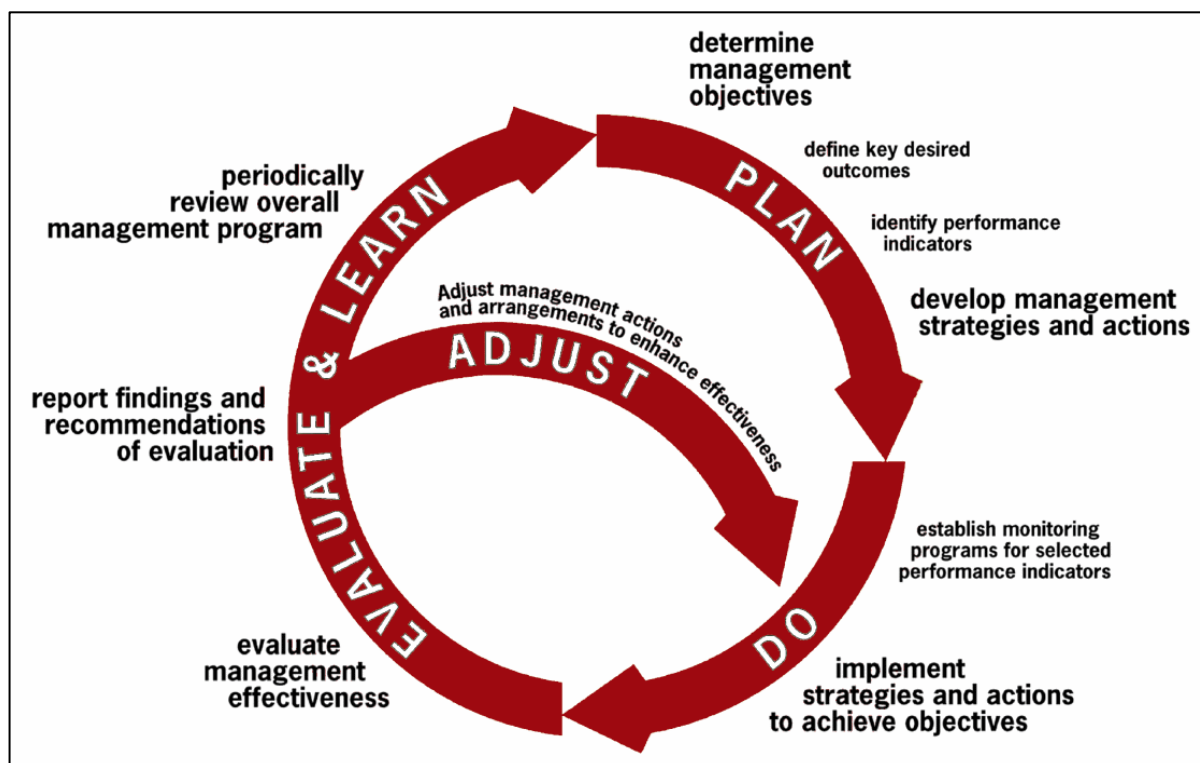 determine
management
objectives
define key desired
outcomes
identify performance
indicators
develop management
strategies and actions
PLAN
establish monitoring
programs for selected
performance indicators
implement
strategies and actions
to achieve objectives
DO
evaluate
management
effectiveness
report findings and
recommendations
of evaluation
periodically
review overall
management program
EVALUATE & LEARN
Adjust management actions
and arrangements to enhance effectiveness
ADJUST